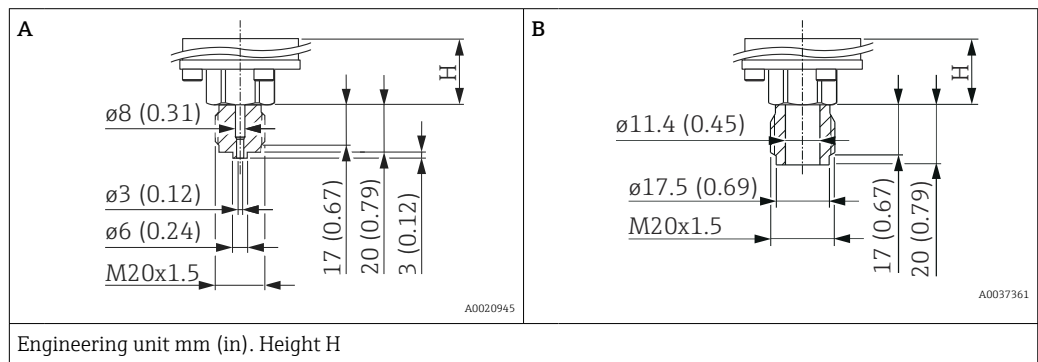 A
H
ø8 (0.31)
ø3 (0.12)
ø6 (0.24)
M20x1.5
17 (0.67)
20 (0.79)
3 (0.12)
A0020945
B
H
ø11.4 (0.45)
ø17.5 (0.69)
M20x1.5
17 (0.67)
20 (0.79)
A0037361
Engineering unit mm (in). Height H